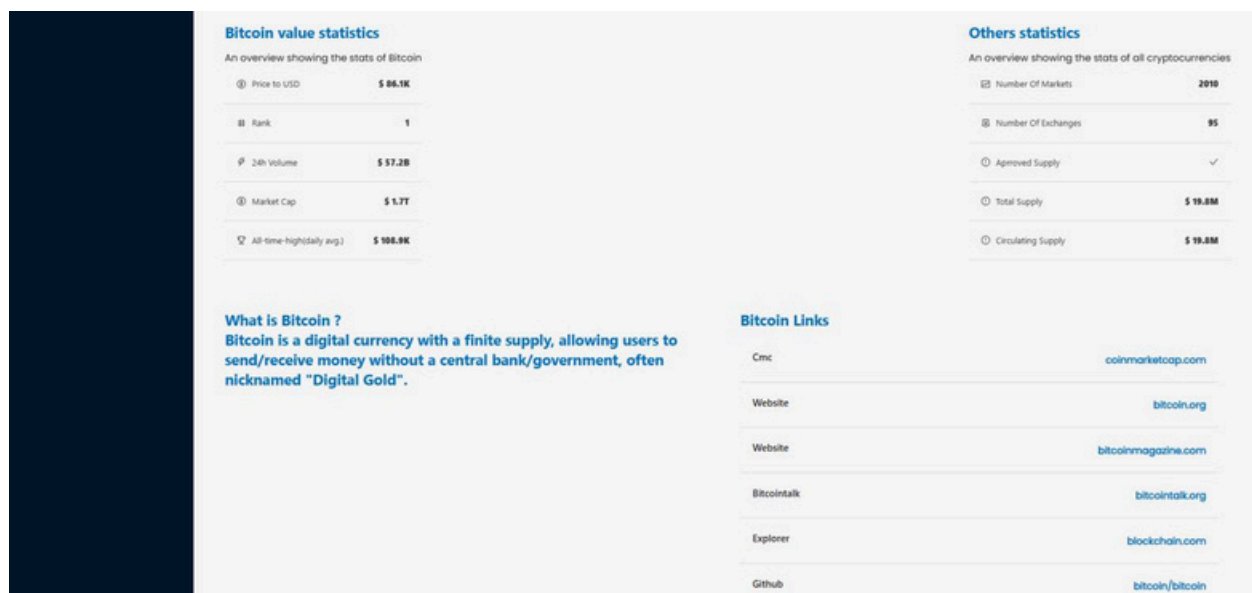 Bitcoin value statistics
An overview showing the stats of Bitcoin
Price to USD $ 86.1K
Rank 1
24h Volume $ 57.2B
Market Cap $ 1.7T
All-time-high(daily avg.) $ 108.9K
Others statistics
An overview showing the stats of all cryptocurrencies
Number Of Markets 2010
Number Of Exchanges 95
Aprroved Supply
Total Supply $ 19.8M
Circulating Supply $ 19.8M
What is Bitcoin ?
Bitcoin is a digital currency with a finite supply, allowing users to
send/receive money without a central bank/government, often
nicknamed "Digital Gold".
Bitcoin Links
Cmc coinmarketcap.com
Website bitcoin.org
Website bitcoinmagazine.com
Bitcointalk bitcointalk.org
Explorer blockchain.com
Github bitcoin/bitcoin